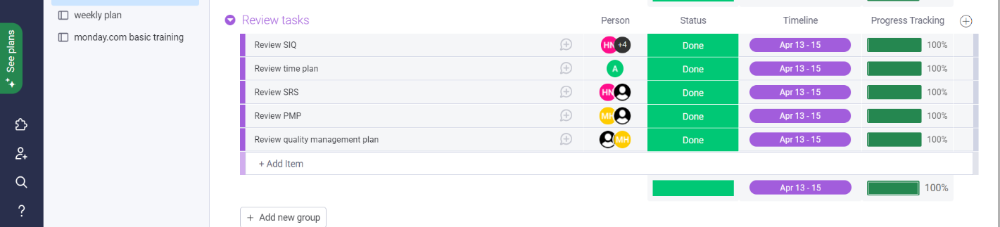 weekly plan
monday.com basic training
See plans
Review tasks Person Status Timeline Progress Tracking
Review SIQ HN +4 Done Apr 13 - 15 100%
Review time plan A Done Apr 13 - 15 100%
Review SRS HN Done Apr 13 - 15 100%
Review PMP MH Done Apr 13 - 15 100%
Review quality management plan MH Done Apr 13 - 15 100%
+ Add Item
Apr 13 - 15 100%
+ Add new group